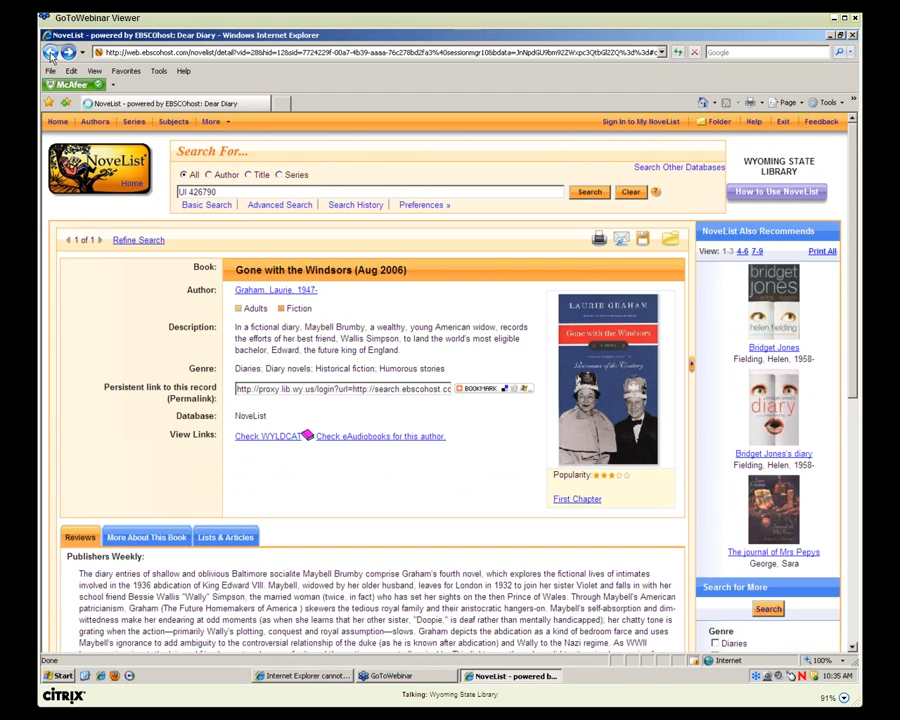 GoToWebinar Viewer
NoveList - powered by EBSCOhost: Dear Diary - Windows Internet Explorer
Google
File Edit View Favorites Tools Help
McAfee
NoveList - powered by EBSCOhost: Dear Diary
Page Tools
Home Authors Series Subjects More Sign In to My NoveList Folder Help Exit Feedback
NoveList
Home
Search For...
All Author Title Series
Search Other Databases
UI 426790 Search Clear
Basic Search Advanced Search Search History Preferences »
WYOMING STATE
LIBRARY
How to Use NoveList
1 of 1 Refine Search
Book: Gone with the Windsors (Aug 2006)
Author: Graham, Laurie, 1947-
Adults Fiction
Description: In a fictional diary, Maybell Brumby, a wealthy, young American widow, records
the efforts of her best friend, Wallis Simpson, to land the world's most eligible
bachelor, Edward, the future king of England.
Genre: Diaries; Diary novels; Historical fiction; Humorous stories
Persistent link to this record
(Permalink):
http://proxy.lib.wy.us/login?url=http://search.ebscohost.cc
BOOKMARK
Database: NoveList
View Links: Check WYLDCAT Check eAudiobooks for this author.
LAURIE GRAHAM
Gone with the Windsors
Popularity:
First Chapter
NoveList Also Recommends
View: 1-3 4-6 7-9 Print All
bridget
jones
helen fielding
Bridget Jones
Fielding, Helen, 1958-
diary
Bridget Jones's diary
Fielding, Helen, 1958-
The journal of Mrs Pepys
George, Sara
Search for More
Search
Genre
Diaries
Reviews More About This Book Lists & Articles
Publishers Weekly:
The diary entries of shallow and oblivious Baltimore socialite Maybell Brumby comprise Graham's fourth novel, which explores the fictional lives of intimates
involved in the 1936 abdication of King Edward VIII. Maybell, widowed by her older husband, leaves for London in 1932 to join her sister Violet and falls in with her
school friend Bessie Wallis "Wally" Simpson, the married woman (twice, in fact) who has set her sights on the then Prince of Wales. Through Maybell's American
patricianism. Graham (The Future Homemakers of America ) skewers the tedious royal family and their aristocratic hangers-on. Maybell's self-absorption and dim-
wittedness make her endearing at odd moments (as when she learns that her other sister, "Doopie," is deaf rather than mentally handicapped); her chatty tone is
grating when the action—primarily Wally's plotting, conquest and royal assumption—slows. Graham depicts the abdication as a kind of bedroom farce and uses
Maybell's ignorance to add ambiguity to the controversial relationship of the duke (as he is known after abdication) and Wally to the Nazi regime. As WWII
Done Internet 100%
Start Internet Explorer cannot... GoToWebinar NoveList - powered b... 10:35 AM
CITRIX Talking: Wyoming State Library 91%